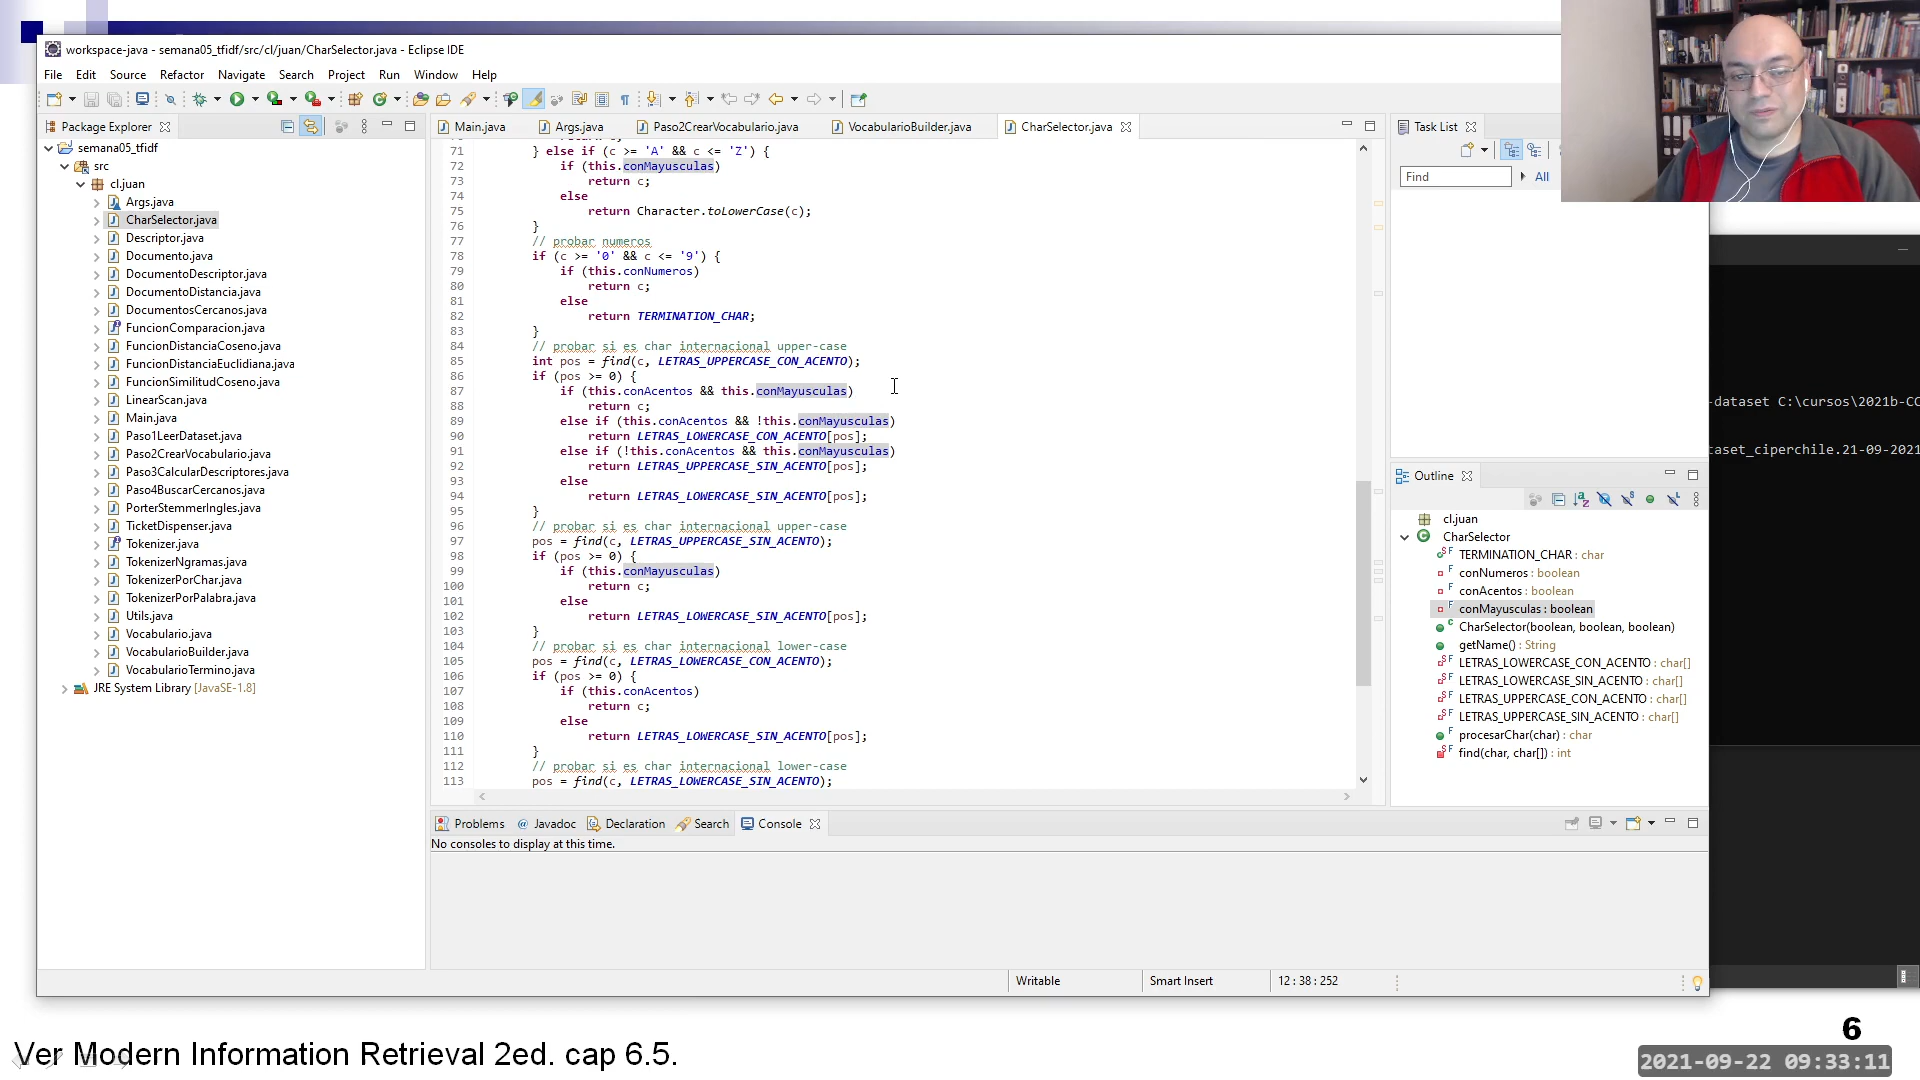 workspace-java - semana05_tfidf/src/cl/juan/CharSelector.java - Eclipse IDE
File Edit Source Refactor Navigate Search Project Run Window Help
Package Explorer
semana05_tfidf
src
cl.juan
Args.java
CharSelector.java
Descriptor.java
Documento.java
DocumentoDescriptor.java
DocumentoDistancia.java
DocumentosCercanos.java
FuncionComparacion.java
FuncionDistanciaCoseno.java
FuncionDistanciaEuclidiana.java
FuncionSimilitudCoseno.java
LinearScan.java
Main.java
Paso1LeerDataset.java
Paso2CrearVocabulario.java
Paso3CalcularDescriptores.java
Paso4BuscarCercanos.java
PorterStemmerIngles.java
TicketDispenser.java
Tokenizer.java
TokenizerNgramas.java
TokenizerPorChar.java
TokenizerPorPalabra.java
Utils.java
Vocabulario.java
VocabularioBuilder.java
VocabularioTermino.java
JRE System Library [JavaSE-1.8]
Main.java Args.java Paso2CrearVocabulario.java VocabularioBuilder.java CharSelector.java
71 } else if (c >= 'A' && c <= 'Z') {
72 if (this.conMayusculas)
73 return c;
74 else
75 return Character.toLowerCase(c);
76 }
77 // probar numeros
78 if (c >= '0' && c <= '9') {
79 if (this.conNumeros)
80 return c;
81 else
82 return TERMINATION_CHAR;
83 }
84 // probar si es char internacional upper-case
85 int pos = find(c, LETRAS_UPPERCASE_CON_ACENTO);
86 if (pos >= 0) {
87 if (this.conAcentos && this.conMayusculas)
88 return c;
89 else if (this.conAcentos && !this.conMayusculas)
90 return LETRAS_LOWERCASE_CON_ACENTO[pos];
91 else if (!this.conAcentos && this.conMayusculas)
92 return LETRAS_UPPERCASE_SIN_ACENTO[pos];
93 else
94 return LETRAS_LOWERCASE_SIN_ACENTO[pos];
95 }
96 // probar si es char internacional upper-case
97 pos = find(c, LETRAS_UPPERCASE_SIN_ACENTO);
98 if (pos >= 0) {
99 if (this.conMayusculas)
100 return c;
101 else
102 return LETRAS_LOWERCASE_SIN_ACENTO[pos];
103 }
104 // probar si es char internacional lower-case
105 pos = find(c, LETRAS_LOWERCASE_CON_ACENTO);
106 if (pos >= 0) {
107 if (this.conAcentos)
108 return c;
109 else
110 return LETRAS_LOWERCASE_SIN_ACENTO[pos];
111 }
112 // probar si es char internacional lower-case
113 pos = find(c, LETRAS_LOWERCASE_SIN_ACENTO);
Problems Javadoc Declaration Search Console
No consoles to display at this time.
Writable Smart Insert 12 : 38 : 252
Task List
Find All
Outline
cl.juan
CharSelector
TERMINATION_CHAR : char
conNumeros : boolean
conAcentos : boolean
conMayusculas : boolean
CharSelector(boolean, boolean, boolean)
getName() : String
LETRAS_LOWERCASE_CON_ACENTO : char[]
LETRAS_LOWERCASE_SIN_ACENTO : char[]
LETRAS_UPPERCASE_CON_ACENTO : char[]
LETRAS_UPPERCASE_SIN_ACENTO : char[]
procesarChar(char) : char
find(char, char[]) : int
-dataset C:\cursos\2021b-CC
taset_ciperchile.21-09-2021
6
Ver Modern Information Retrieval 2ed. cap 6.5.
2021-09-22 09:33:11